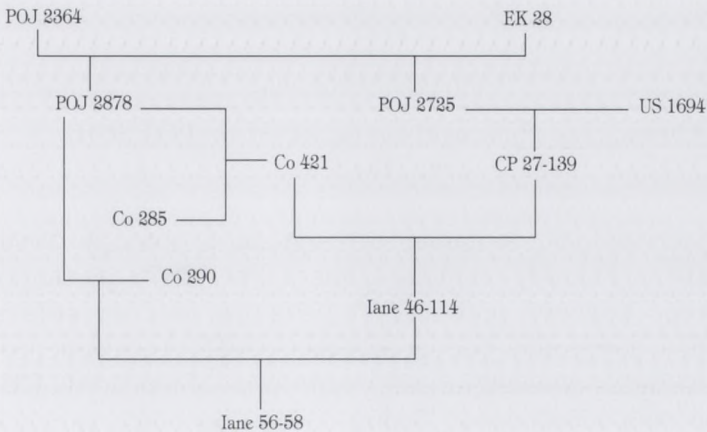 POJ 2364 EK 28
POJ 2878 POJ 2725 US 1694
Co 421 CP 27-139
Co 285
Co 290
Iane 46-114
Iane 56-58